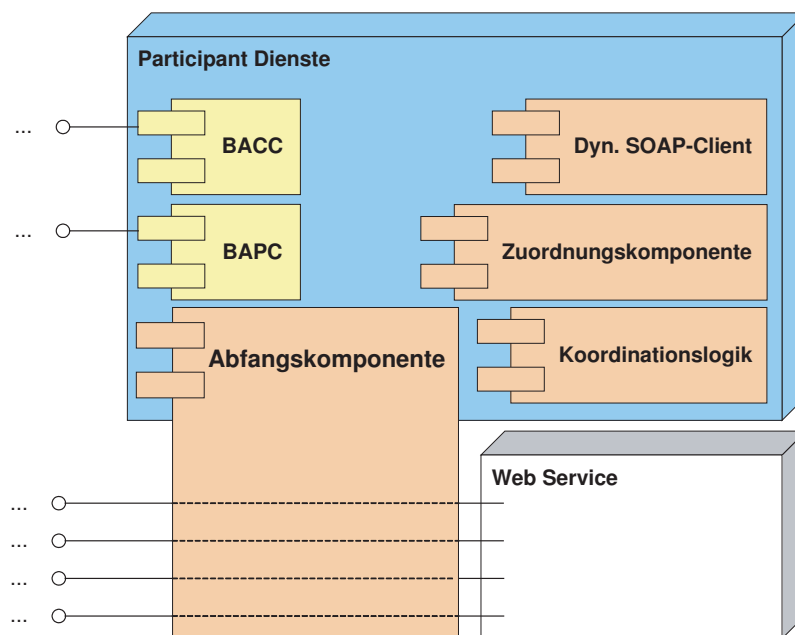 Participant Dienste
... BACC Dyn. SOAP-Client
... BAPC Zuordnungskomponente
Abfangskomponente Koordinationslogik
Web Service
...
...
...
...